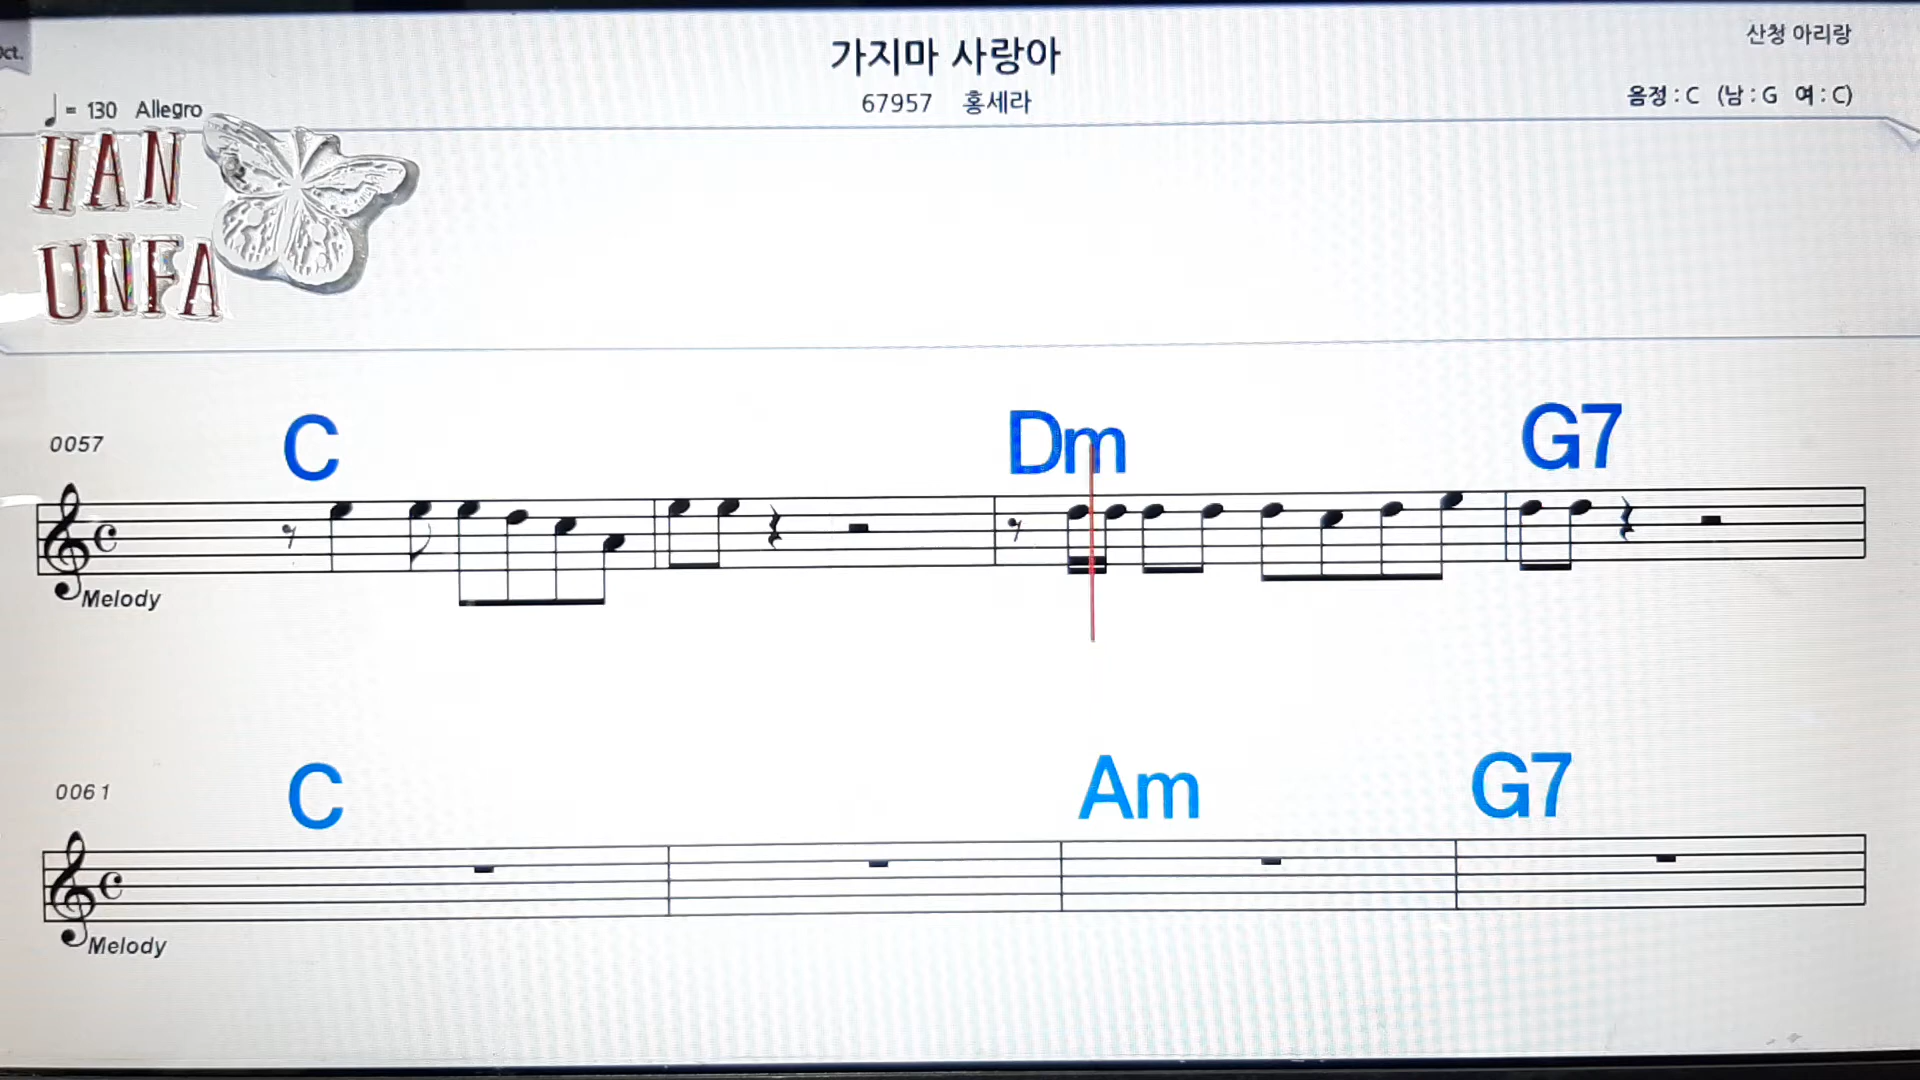 Oct.
가지마 사랑아
산청 아리랑
= 130 Allegro
67957 홍세라
음정 : C (남 : G 여 : C)
HAN
UNFA
0057
C Dm G7
Melody
0061
C Am G7
Melody